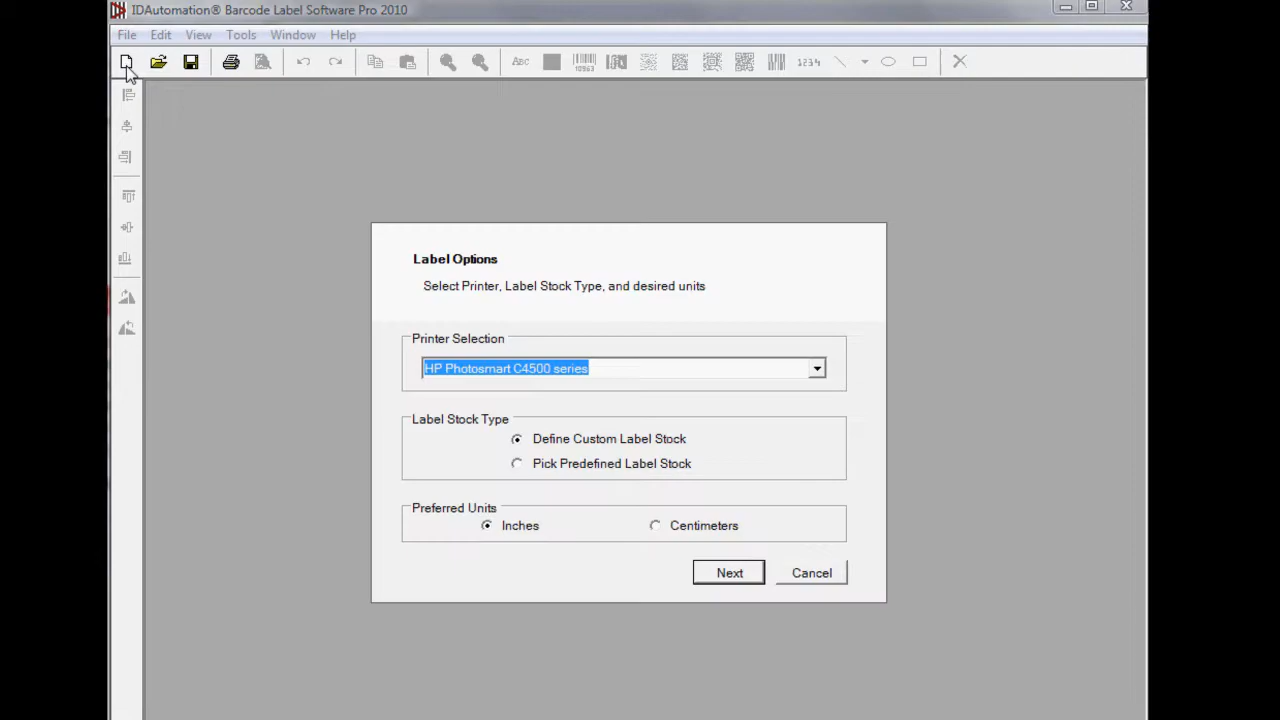 IDAutomation® Barcode Label Software Pro 2010
File Edit View Tools Window Help
Abc
1234
Label Options
Select Printer, Label Stock Type, and desired units
Printer Selection
HP Photosmart C4500 series
Label Stock Type
Define Custom Label Stock
Pick Predefined Label Stock
Preferred Units
Inches Centimeters
Next Cancel